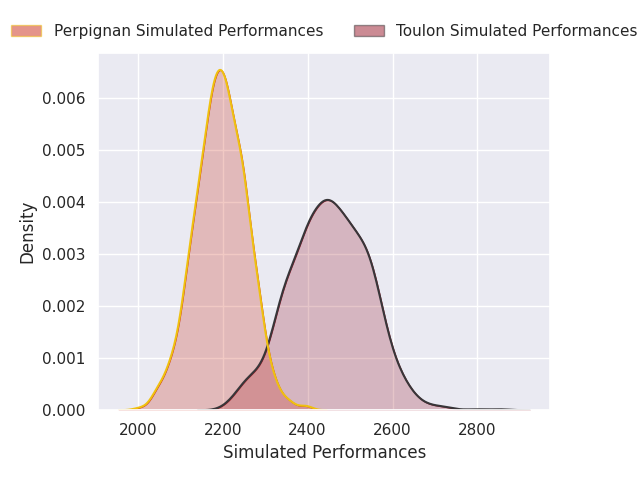 Perpignan Simulated Performances Toulon Simulated Performances
0.006
0.005
0.004
0.003
0.002
0.001
0.000
Density
2000 2200 2400 2600 2800
Simulated Performances